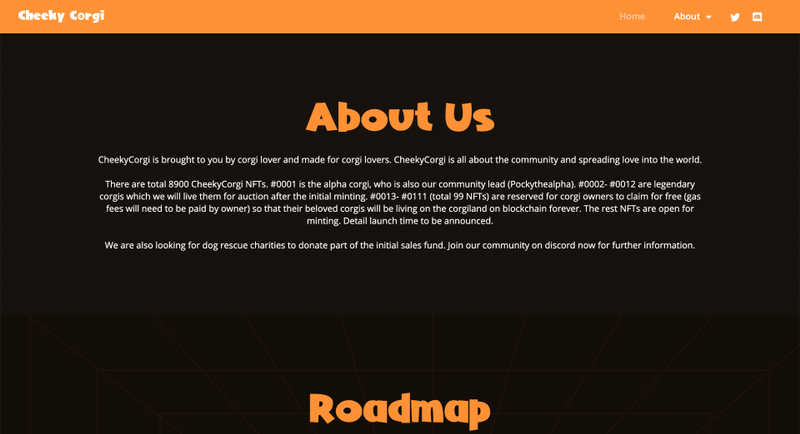 Cheeky Corgi
Home
About
About Us
CheekyCorgi is brought to you by corgi lover and made for corgi lovers. CheekyCorgi is all about the community and spreading love into the world.
There are total 8900 CheekyCorgi NFTs. #0001 is the alpha corgi, who is also our community lead (Pockythealpha). #0002- #0012 are legendary
corgis which we will live them for auction after the initial minting. #0013- #0111 (total 99 NFTs) are reserved for corgi owners to claim for free (gas
fees will need to be paid by owner) so that their beloved corgis will be living on the corgiland on blockchain forever. The rest NFTs are open for
minting. Detail launch time to be announced.
We are also looking for dog rescue charities to donate part of the initial sales fund. Join our community on discord now for further information.
Roadmap